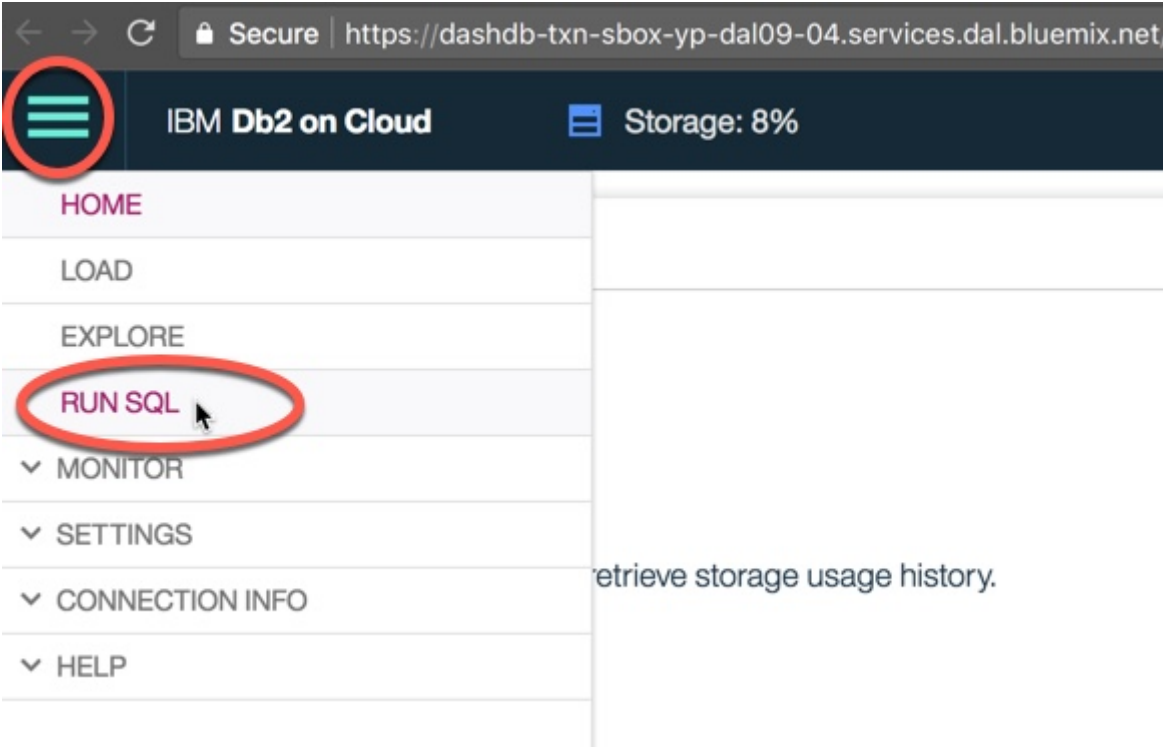 Secure https://dashdb-txn-sbox-yp-dal09-04.services.dal.bluemix.net
IBM Db2 on Cloud Storage: 8%
HOME
LOAD
EXPLORE
RUN SQL
MONITOR
SETTINGS
retrieve storage usage history.
CONNECTION INFO
HELP